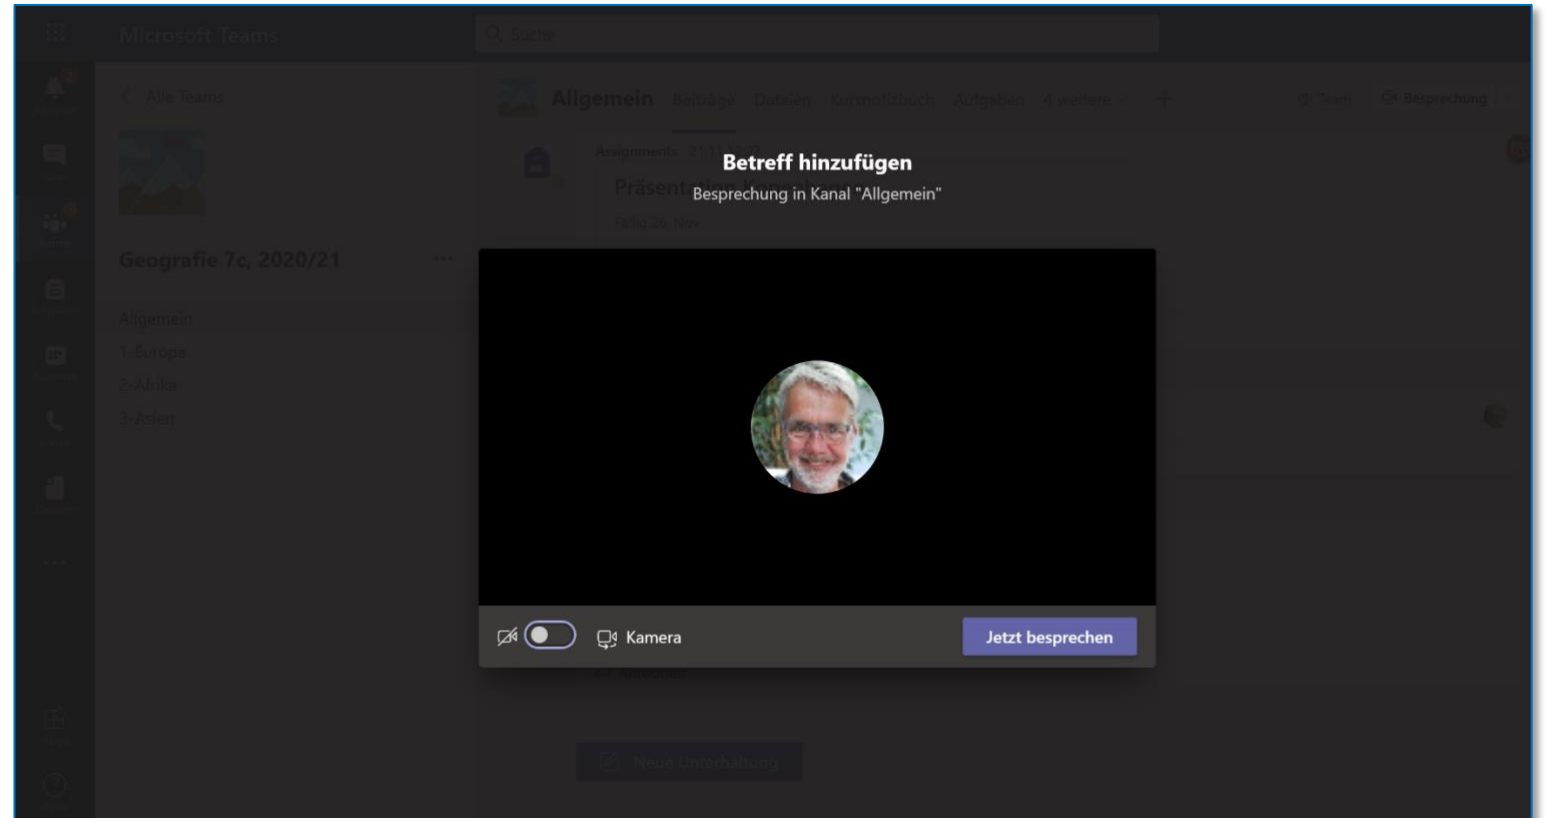 Microsoft Teams
Suche
Alle Teams
Allgemein Beiträge Dateien Kursnotizbuch Aufgaben 4 weitere
Team
Besprechung
Assignments
Betreff hinzufügen
Besprechung in Kanal "Allgemein"
Fällig 26. Nov
Geografie 7c, 2020/21
Allgemein
1-Europa
2-Afrika
3-Asien
Kamera
Jetzt besprechen
Neue Unterhaltung